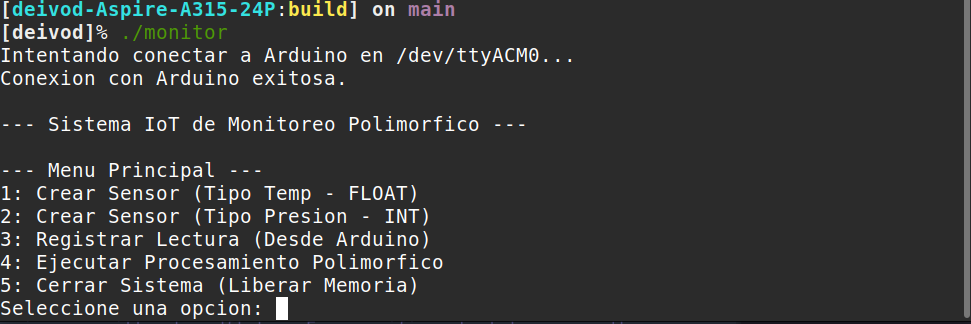 [deivod-Aspire-A315-24P:build] on main
[deivod]% ./monitor
Intentando conectar a Arduino en /dev/ttyACM0...
Conexion con Arduino exitosa.
--- Sistema IoT de Monitoreo Polimorfico ---
--- Menu Principal ---
1: Crear Sensor (Tipo Temp - FLOAT)
2: Crear Sensor (Tipo Presion - INT)
3: Registrar Lectura (Desde Arduino)
4: Ejecutar Procesamiento Polimorfico
5: Cerrar Sistema (Liberar Memoria)
Seleccione una opcion: